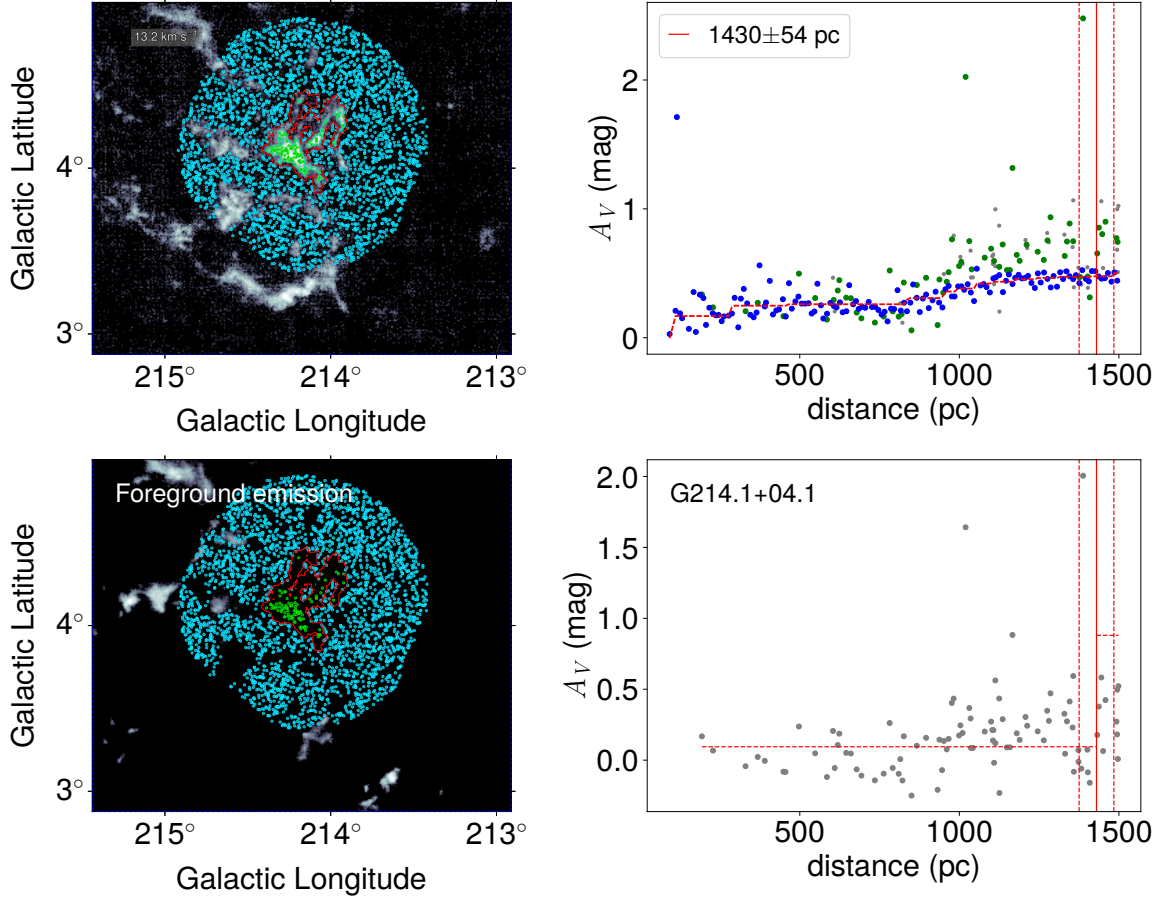 13.2 km s⁻¹
4°
3°
Galactic Latitude
215° 214° 213°
Galactic Longitude
1430±54 pc
2
1
0
A_V (mag)
500 1000 1500
distance (pc)
Foreground emission
4°
3°
Galactic Latitude
215° 214° 213°
Galactic Longitude
G214.1+04.1
2.0
1.5
1.0
0.5
0.0
A_V (mag)
500 1000 1500
distance (pc)